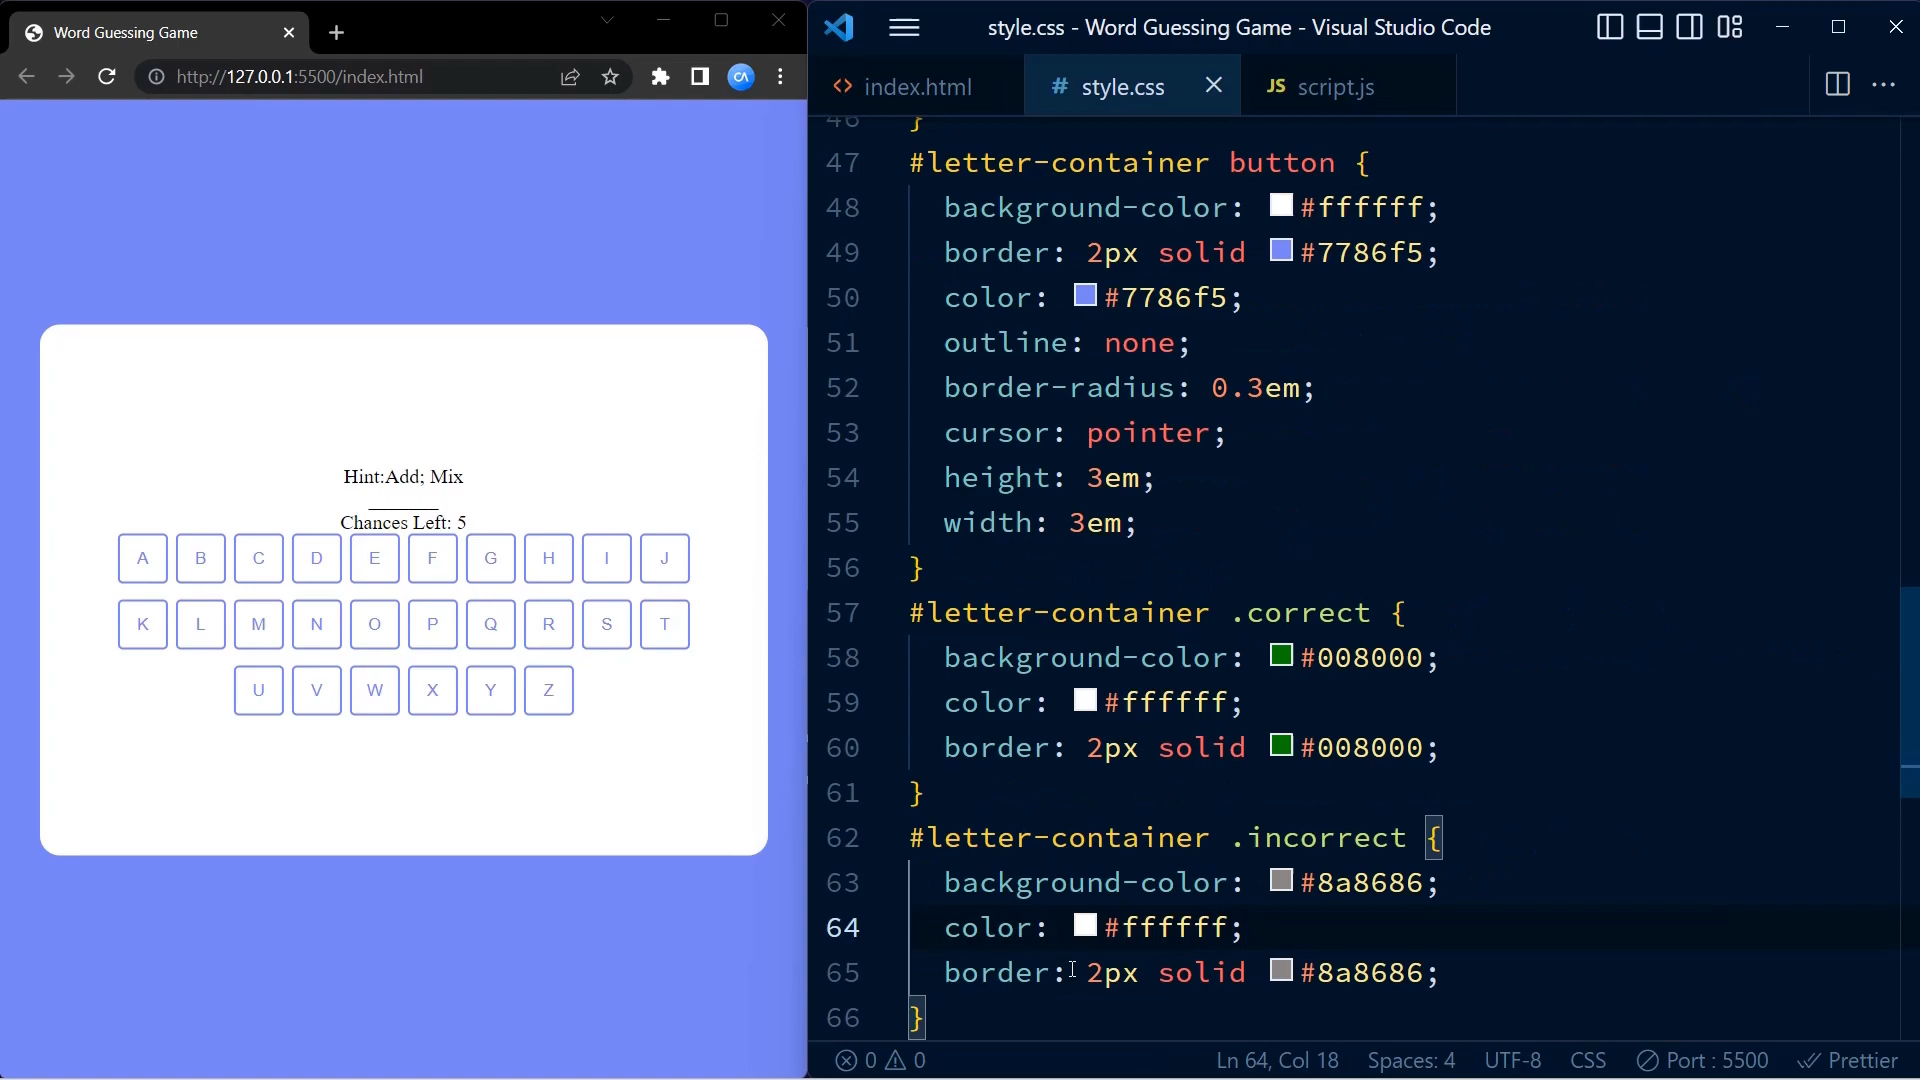 Word Guessing Game
http://127.0.0.1:5500/index.html
CA
Hint:Add; Mix
Chances Left: 5
A B C D E F G H I J
K L M N O P Q R S T
U V W X Y Z
style.css - Word Guessing Game - Visual Studio Code
<> index.html
# style.css
JS script.js
46 }
47 #letter-container button {
48 background-color: #ffffff;
49 border: 2px solid #7786f5;
50 color: #7786f5;
51 outline: none;
52 border-radius: 0.3em;
53 cursor: pointer;
54 height: 3em;
55 width: 3em;
56 }
57 #letter-container .correct {
58 background-color: #008000;
59 color: #ffffff;
60 border: 2px solid #008000;
61 }
62 #letter-container .incorrect {
63 background-color: #8a8686;
64 color: #ffffff;
65 border: 2px solid #8a8686;
66 }
0 0 Ln 64, Col 18 Spaces: 4 UTF-8 CSS Port : 5500 Prettier